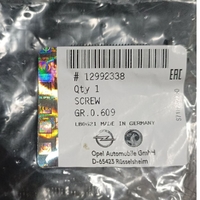 # 12992338
Qty 1
SCREW
GR.0.609
MADE IN GERMANY
EAC
Opel Automobile GmbH
D-65423 Rüsselsheim